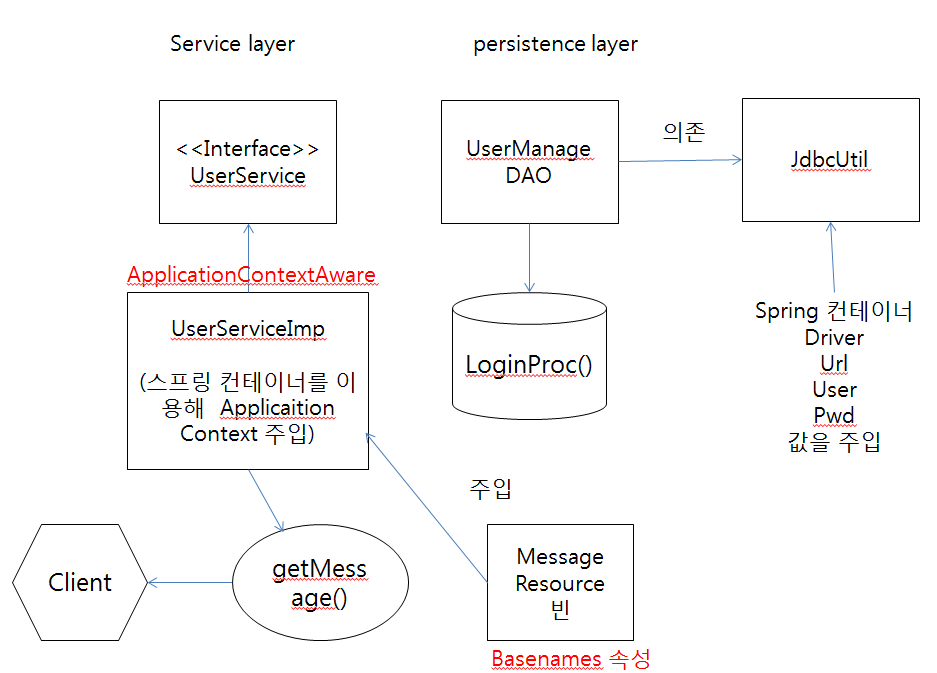 Service layer
persistence layer
<<Interface>>
UserService
UserManage
DAO
의존
JdbcUtil
ApplicationContextAware
UserServiceImp
(스프링 컨테이너를 이
용해 Applicaition
Context 주입)
LoginProc()
Spring 컨테이너
Driver
Url
User
Pwd
값을 주입
주입
Client
getMess
age()
Message
Resource
빈
Basenames 속성